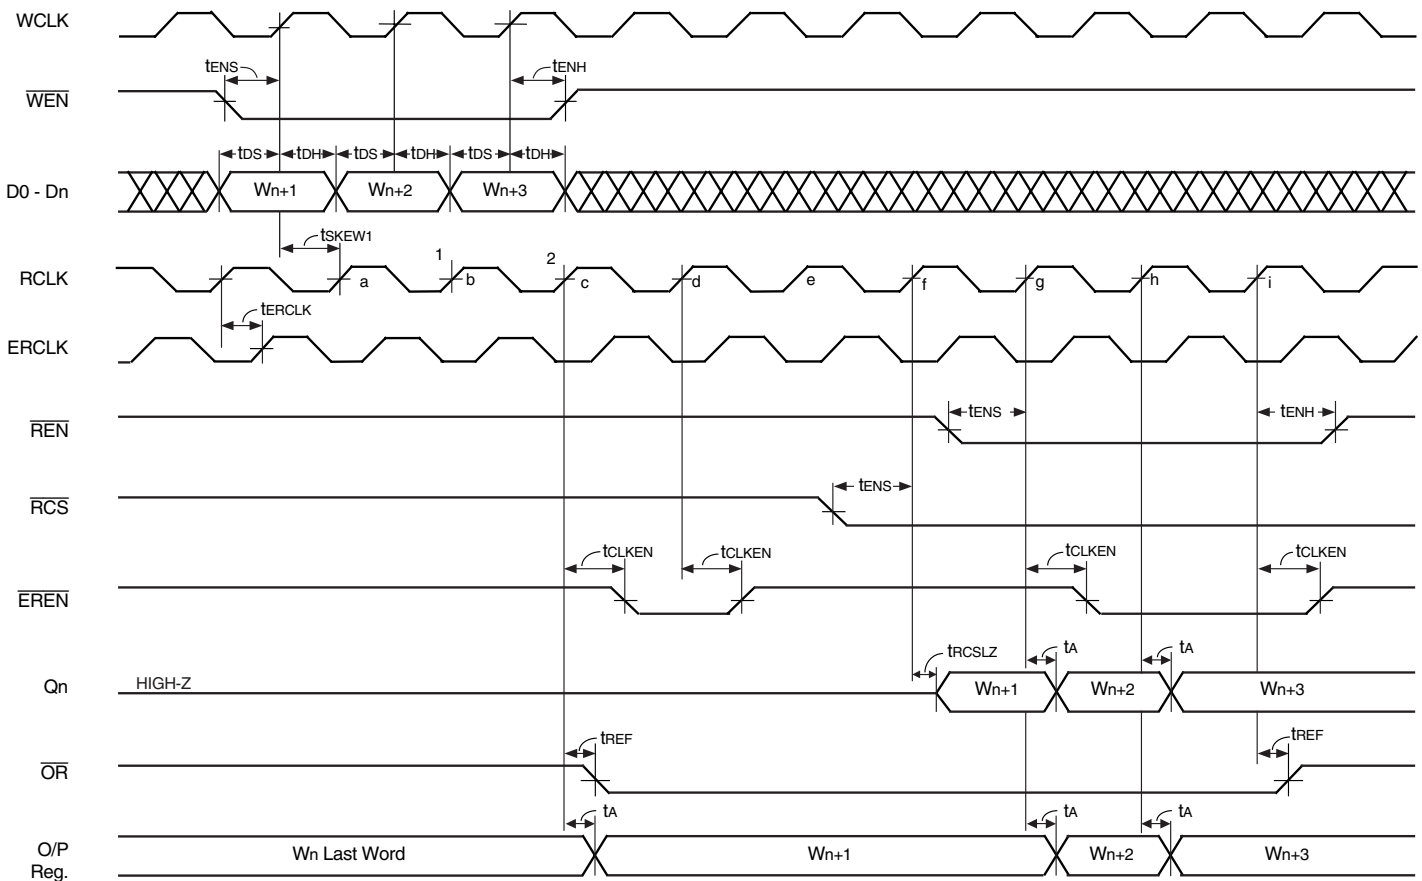 WCLK
tENS
tENH
WEN
tDS tDH tDS tDH tDS tDH
D0 - Dn
Wn+1 Wn+2 Wn+3
tSKEW1
1 2
RCLK
a b c d e f g h i
tERCLK
ERCLK
REN
tENS
tENH
RCS
tENS
tCLKEN tCLKEN tCLKEN tCLKEN
EREN
tRCSLZ tA tA
Qn
HIGH-Z
Wn+1 Wn+2 Wn+3
tREF tREF
OR
tA tA tA
O/P
Reg.
Wn Last Word Wn+1 Wn+2 Wn+3